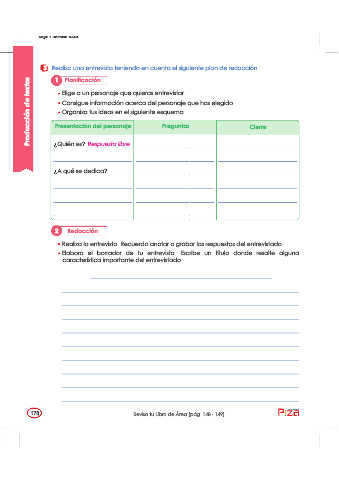 Producción de textos
Realiza una entrevista teniendo en cuenta el siguiente plan de redacción
1 Planificación
• Elige a un personaje que quieras entrevistar
• Consigue información acerca del personaje que has elegido
• Organiza tus ideas en el siguiente esquema
Presentación del personaje Preguntas Cierre
¿Quién es? Respuesta libre
¿A qué se dedica?
2 Redacción
• Realiza la entrevista Recuerda anotar o grabar las respuestas del entrevistado
• Elabora el borrador de tu entrevista Escribe un título donde resalte alguna
característica importante del entrevistado
178
Revisa tu Libro de Área (pág. 148 - 149)